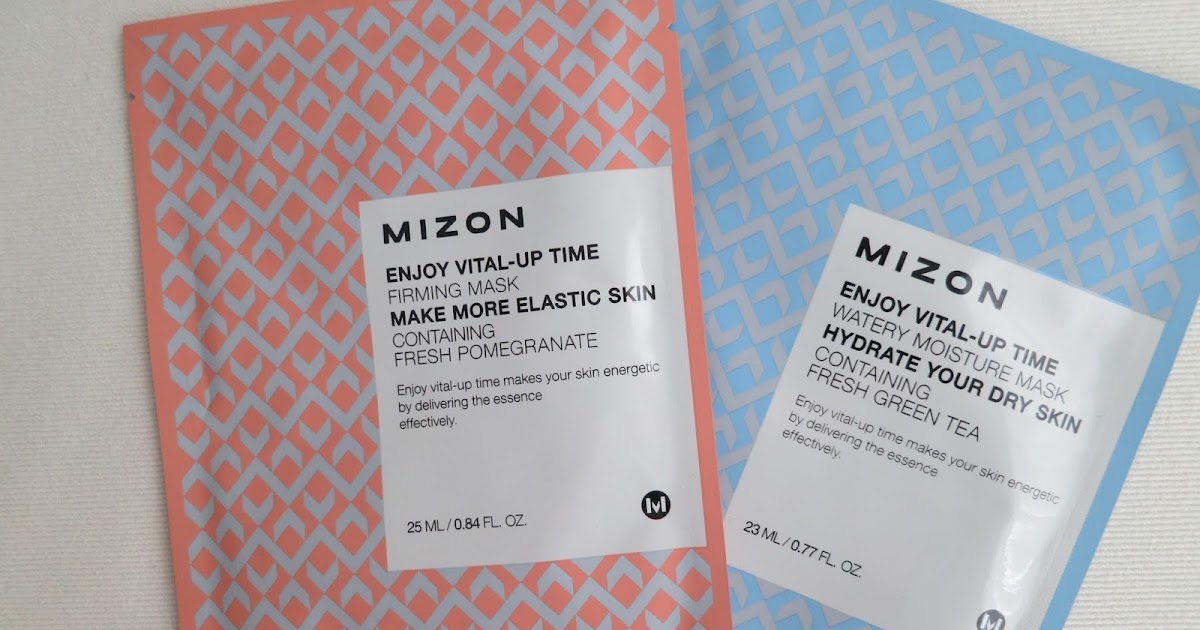 MIZON
ENJOY VITAL-UP TIME
FIRMING MASK
MAKE MORE ELASTIC SKIN
CONTAINING
FRESH POMEGRANATE
Enjoy vital-up time makes your skin energetic
by delivering the essence
effectively.
25 ML / 0.84 FL. OZ.
M
MIZON
ENJOY VITAL-UP TIME
WATERY MOISTURE MASK
HYDRATE YOUR DRY SKIN
CONTAINING
FRESH GREEN TEA
Enjoy vital-up time makes your skin energetic
by delivering the essence
effectively.
23 ML / 0.77 FL. OZ.
M